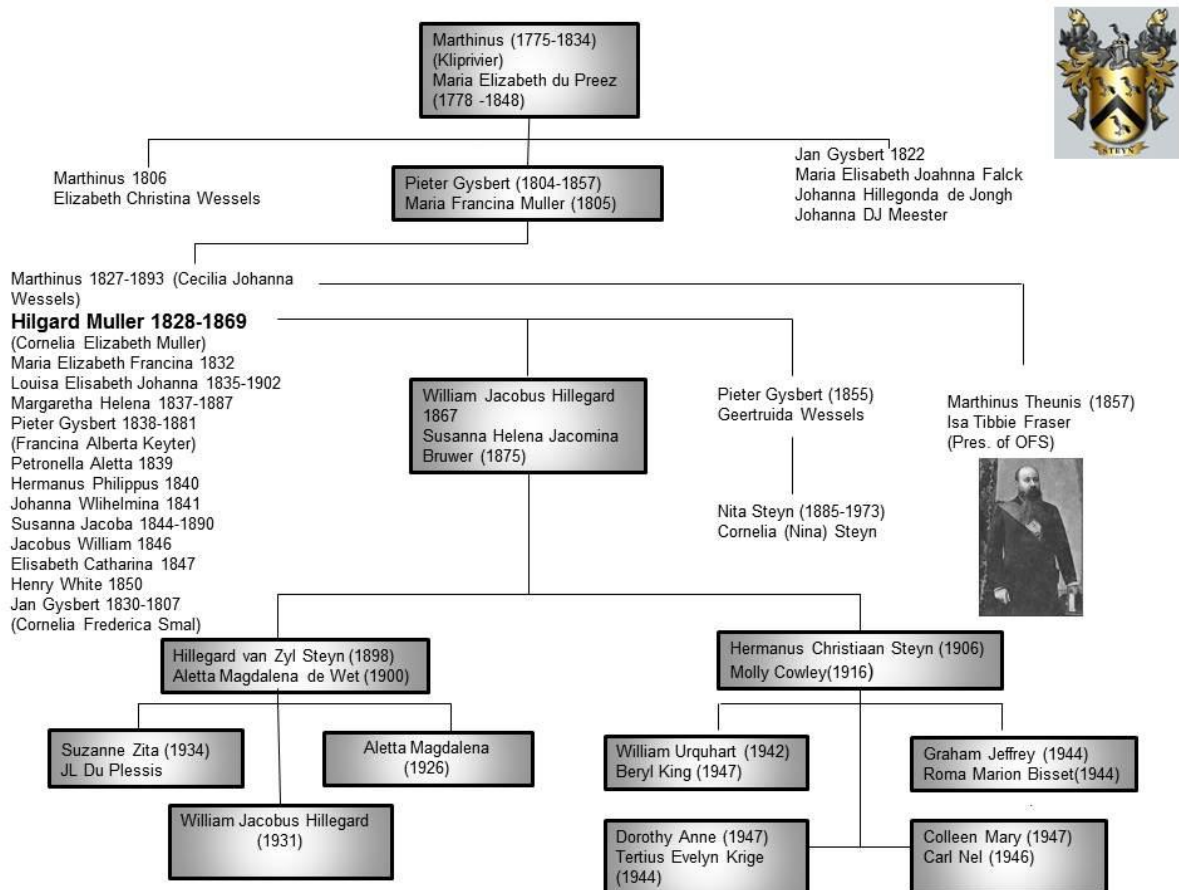 Marthinus (1775-1834)
(Kliprivier)
Maria Elizabeth du Preez
(1778 -1848)
STEYN
Marthinus 1806
Elizabeth Christina Wessels
Pieter Gysbert (1804-1857)
Maria Francina Muller (1805)
Jan Gysbert 1822
Maria Elisabeth Joahnna Falck
Johanna Hillegonda de Jongh
Johanna DJ Meester
Marthinus 1827-1893 (Cecilia Johanna
Wessels)
Hilgard Muller 1828-1869
(Cornelia Elizabeth Muller)
Maria Elizabeth Francina 1832
Louisa Elisabeth Johanna 1835-1902
Margaretha Helena 1837-1887
Pieter Gysbert 1838-1881
(Francina Alberta Keyter)
Petronella Aletta 1839
Hermanus Philippus 1840
Johanna Wlihelmina 1841
Susanna Jacoba 1844-1890
Jacobus William 1846
Elisabeth Catharina 1847
Henry White 1850
Jan Gysbert 1830-1807
(Cornelia Frederica Smal)
William Jacobus Hillegard
1867
Susanna Helena Jacomina
Bruwer (1875)
Pieter Gysbert (1855)
Geertruida Wessels
Nita Steyn (1885-1973)
Cornelia (Nina) Steyn
Marthinus Theunis (1857)
Isa Tibbie Fraser
(Pres. of OFS)
Hillegard van Zyl Steyn (1898)
Aletta Magdalena de Wet (1900)
Hermanus Christiaan Steyn (1906)
Molly Cowley(1916)
Suzanne Zita (1934)
JL Du Plessis
Aletta Magdalena
(1926)
William Jacobus Hillegard
(1931)
William Urquhart (1942)
Beryl King (1947)
Graham Jeffrey (1944)
Roma Marion Bisset(1944)
Dorothy Anne (1947)
Tertius Evelyn Krige
(1944)
Colleen Mary (1947)
Carl Nel (1946)